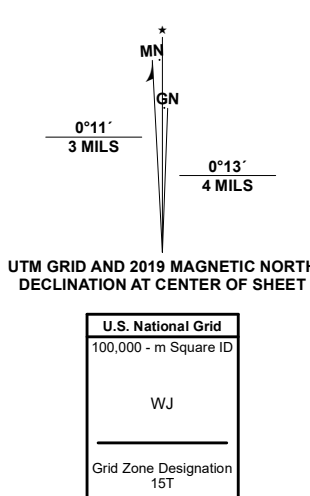 ★
MN
GN
0°11´
3 MILS
0°13´
4 MILS
UTM GRID AND 2019 MAGNETIC NORTH
DECLINATION AT CENTER OF SHEET
U.S. National Grid
100,000 - m Square ID
WJ
Grid Zone Designation
15T